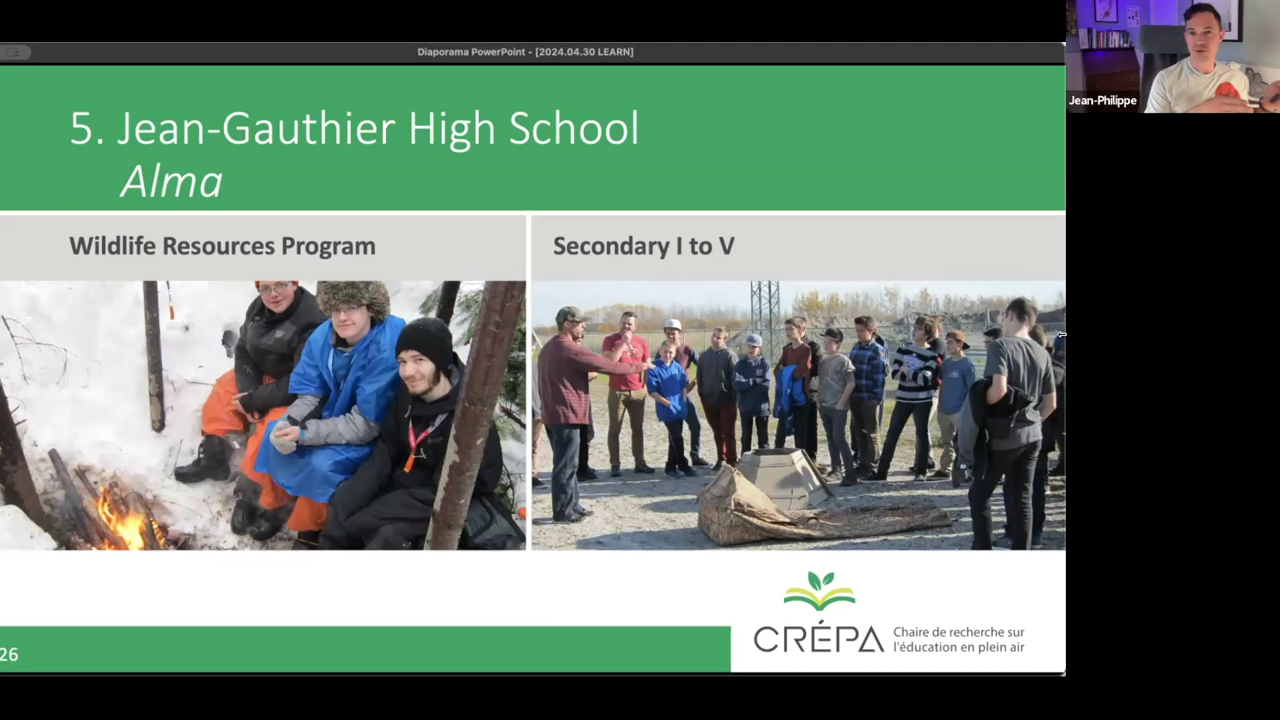 Diaporama PowerPoint - [2024.04.30 LEARN]
Jean-Philippe
5. Jean-Gauthier High School
Alma
Wildlife Resources Program
Secondary I to V
CRÉPA
Chaire de recherche sur
l'éducation en plein air
26